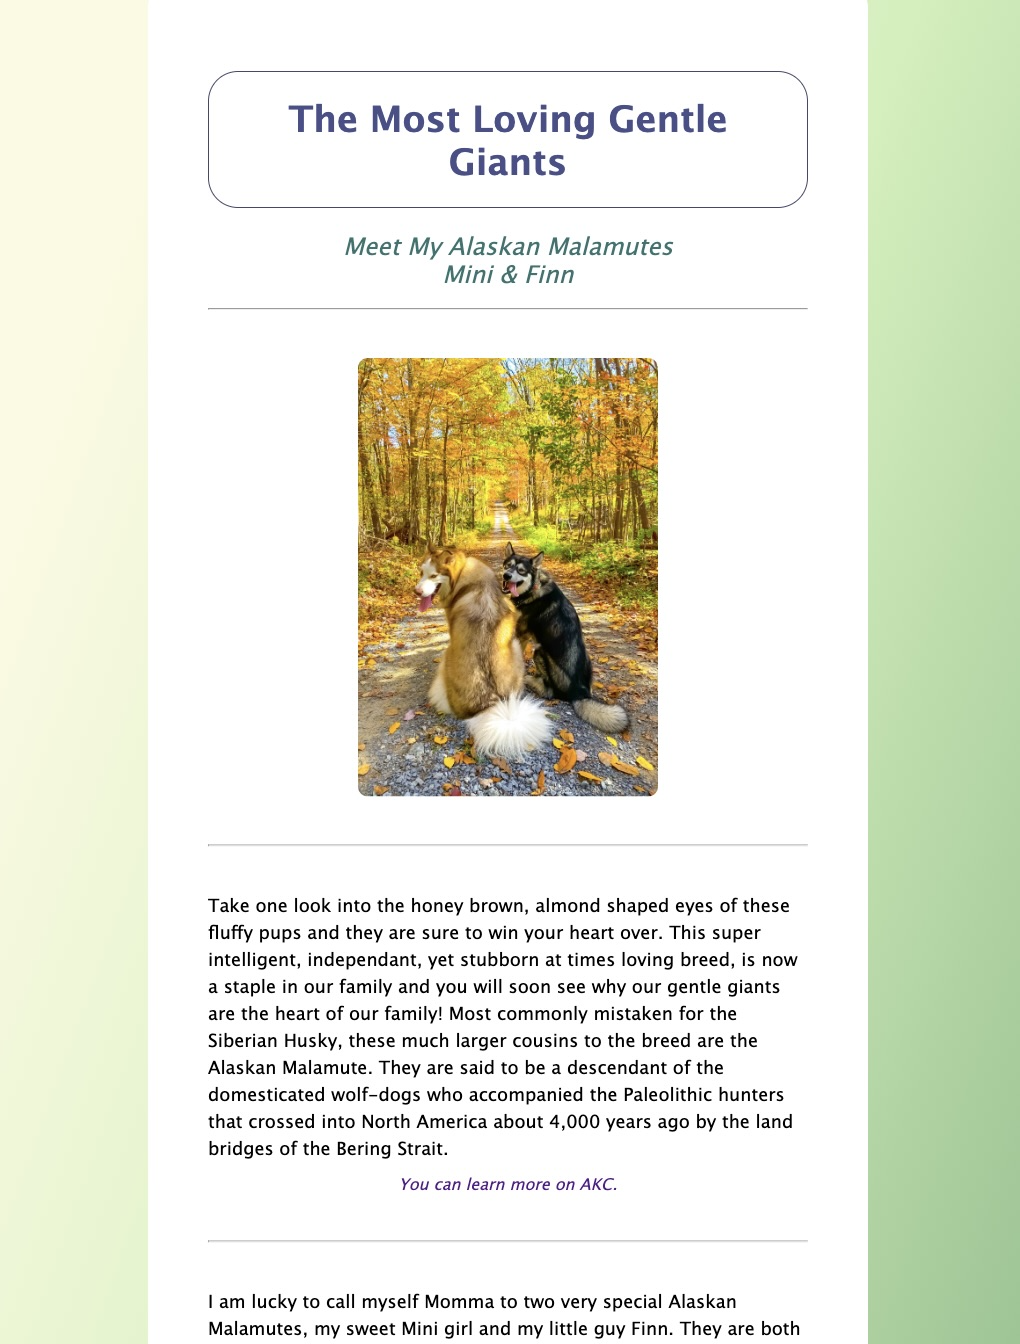 The Most Loving Gentle
Giants
Meet My Alaskan Malamutes
Mini & Finn
Take one look into the honey brown, almond shaped eyes of these
fluffy pups and they are sure to win your heart over. This super
intelligent, independant, yet stubborn at times loving breed, is now
a staple in our family and you will soon see why our gentle giants
are the heart of our family! Most commonly mistaken for the
Siberian Husky, these much larger cousins to the breed are the
Alaskan Malamute. They are said to be a descendant of the
domesticated wolf-dogs who accompanied the Paleolithic hunters
that crossed into North America about 4,000 years ago by the land
bridges of the Bering Strait.
You can learn more on AKC.
I am lucky to call myself Momma to two very special Alaskan
Malamutes, my sweet Mini girl and my little guy Finn. They are both